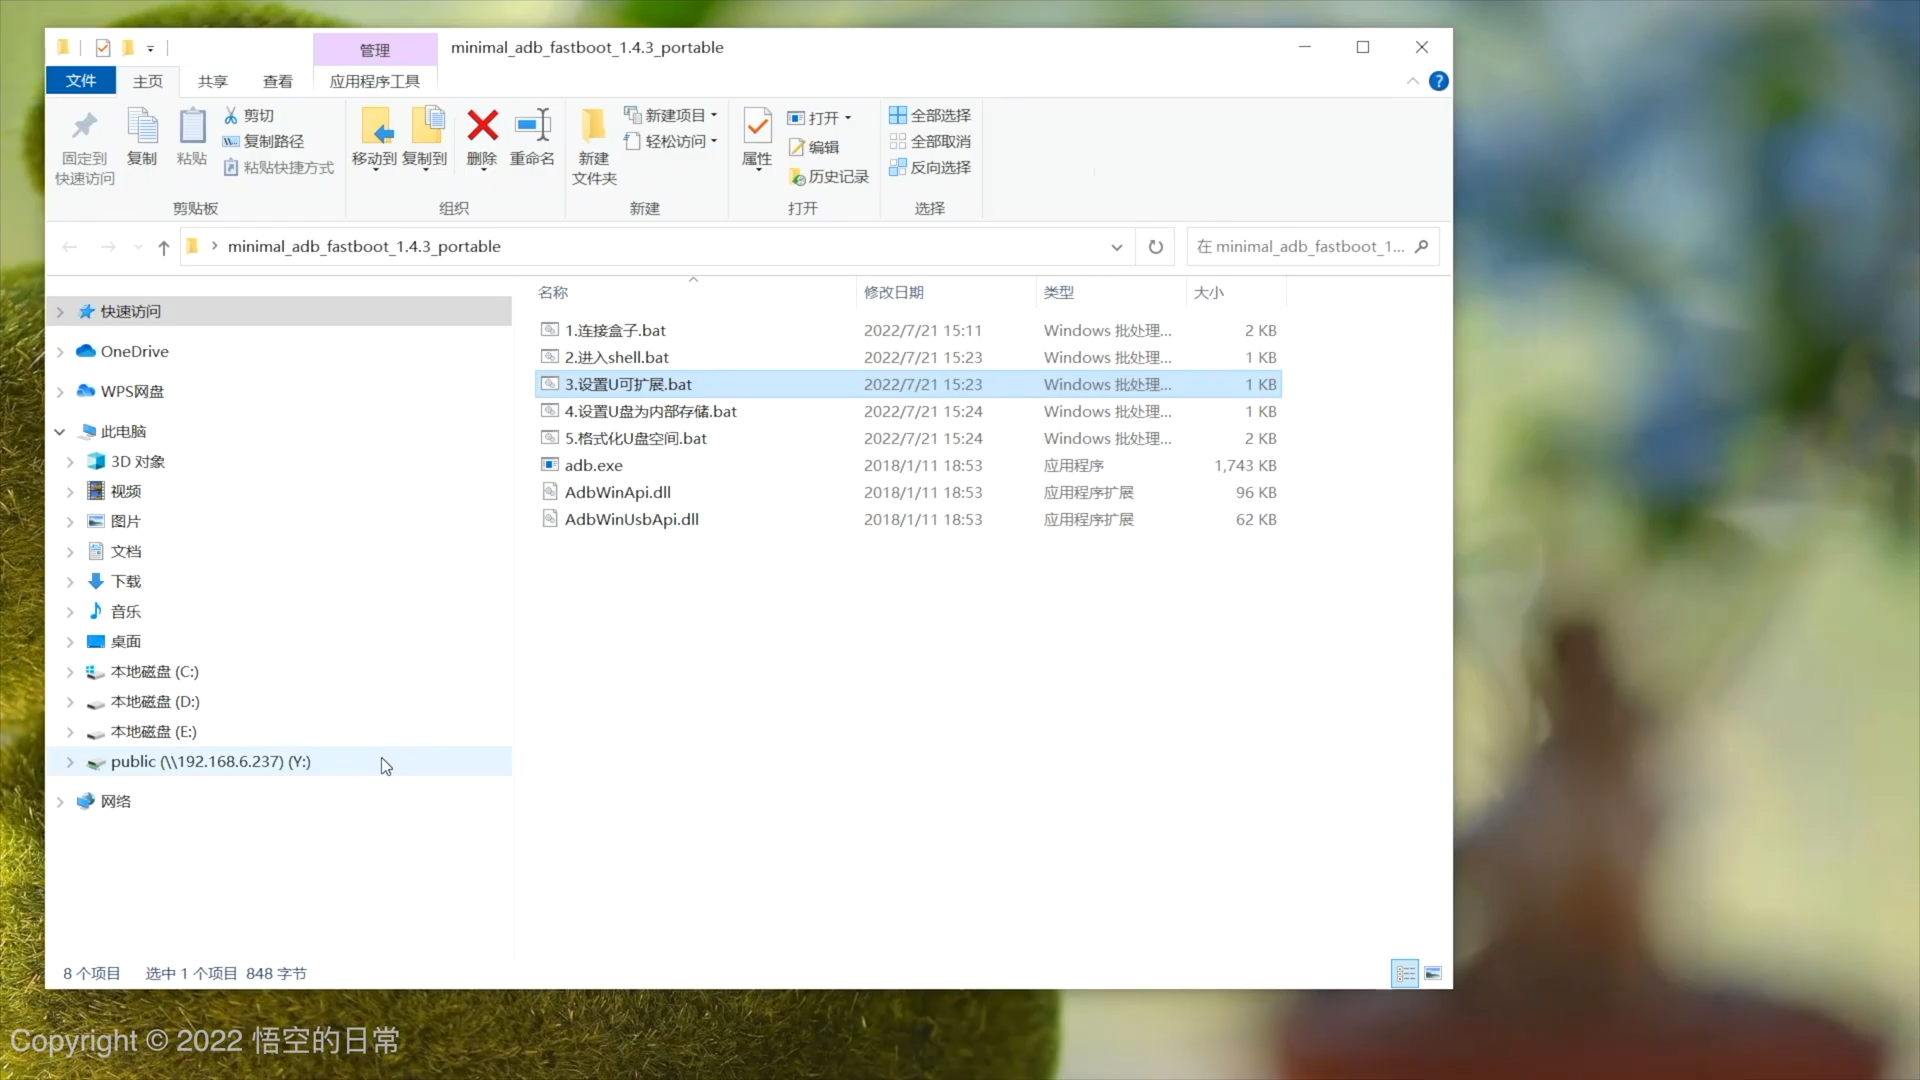 管理
minimal_adb_fastboot_1.4.3_portable
文件
主页
共享
查看
应用程序工具
固定到
快速访问
复制
粘贴
剪切
复制路径
粘贴快捷方式
剪贴板
移动到
复制到
删除
重命名
组织
新建
文件夹
新建项目
轻松访问
新建
属性
打开
编辑
历史记录
打开
全部选择
全部取消
反向选择
选择
minimal_adb_fastboot_1.4.3_portable
在 minimal_adb_fastboot_1...
快速访问
OneDrive
WPS网盘
此电脑
3D 对象
视频
图片
文档
下载
音乐
桌面
本地磁盘 (C:)
本地磁盘 (D:)
本地磁盘 (E:)
public (\\192.168.6.237) (Y:)
网络
名称 修改日期 类型 大小
1.连接盒子.bat 2022/7/21 15:11 Windows 批处理... 2 KB
2.进入shell.bat 2022/7/21 15:23 Windows 批处理... 1 KB
3.设置U可扩展.bat 2022/7/21 15:23 Windows 批处理... 1 KB
4.设置U盘为内部存储.bat 2022/7/21 15:24 Windows 批处理... 1 KB
5.格式化U盘空间.bat 2022/7/21 15:24 Windows 批处理... 2 KB
adb.exe 2018/1/11 18:53 应用程序 1,743 KB
AdbWinApi.dll 2018/1/11 18:53 应用程序扩展 96 KB
AdbWinUsbApi.dll 2018/1/11 18:53 应用程序扩展 62 KB
8 个项目 选中 1 个项目 848 字节
Copyright © 2022 悟空的日常